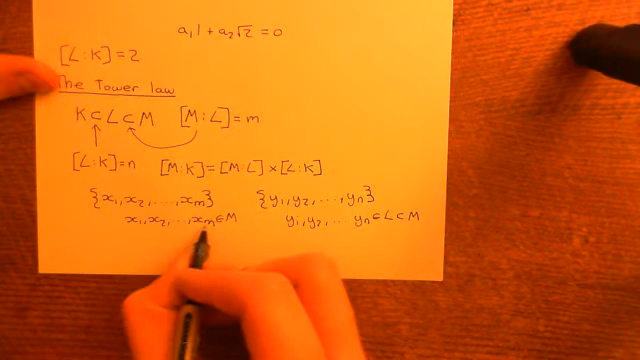 a₁1 + a₂√2 = 0
[L:K] = 2
The Tower law
K ⊂ L ⊂ M [M:L] = m
[L:K] = n [M:K] = [M:L] × [L:K]
{x₁, x₂, ..., xₘ} {y₁, y₂, ..., yₙ}
x₁, x₂, ..., xₘ ∈ M y₁, y₂, ... yₙ ∈ L ⊂ M